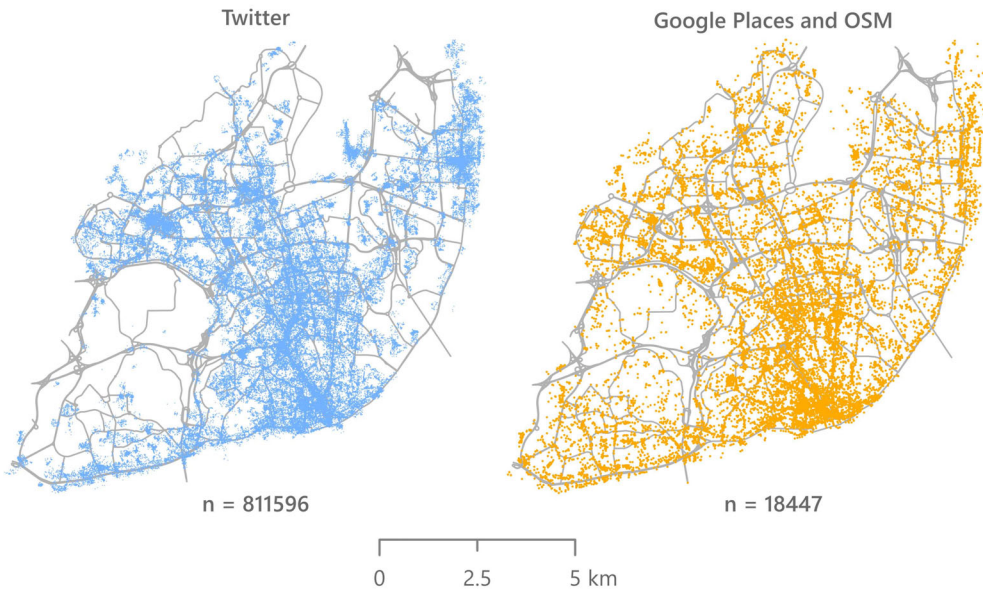 Twitter
Google Places and OSM
n = 811596
n = 18447
0 2.5 5 km